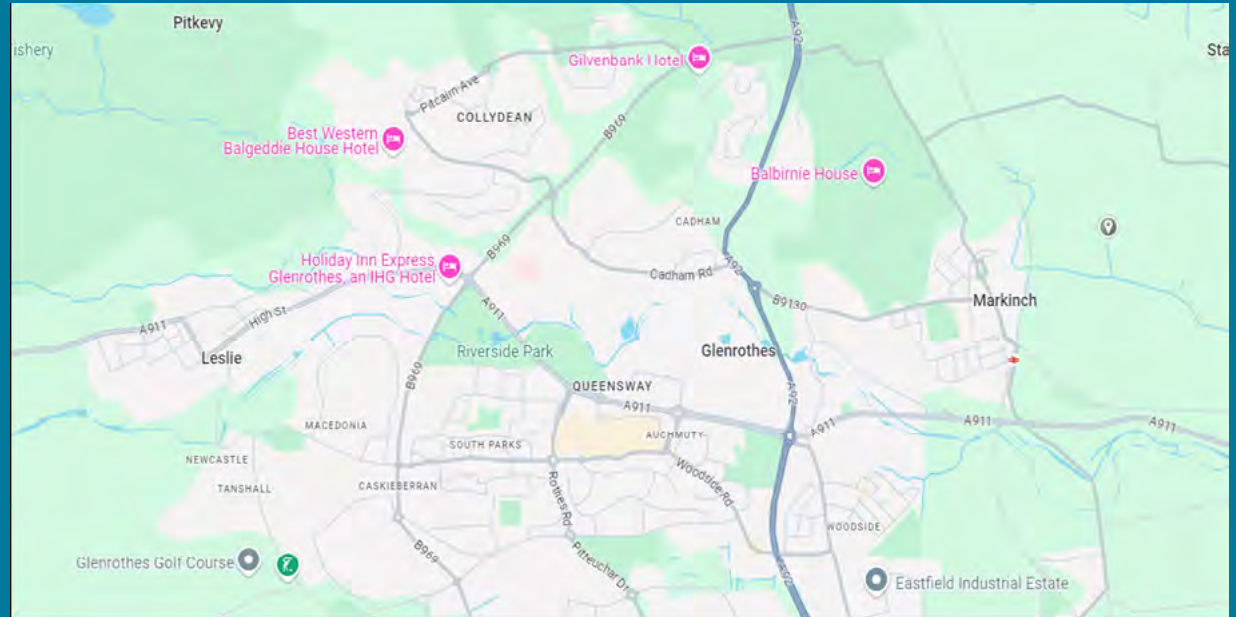 Pitkevy
ishery
Sta
A92
Gilvenbank Hotel
Pitcairn Ave
COLLYDEAN
B969
Best Western
Balgeddie House Hotel
Balbirnie House
CADHAM
B969
Holiday Inn Express
Glenrothes, an IHG Hotel
A92
Cadham Rd
B9130
Markinch
A911
High St
A911
Leslie
Riverside Park
Glenrothes
B969
QUEENSWAY
A92
A911
A911
A911
A911
MACEDONIA
SOUTH PARKS
AUCHMUTY
NEWCASTLE
TANSHALL
CASKIEBERRAN
Rothes Rd
Woodside Rd
WOODSIDE
B969
Pitteuchar Dr
A92
Glenrothes Golf Course
Eastfield Industrial Estate